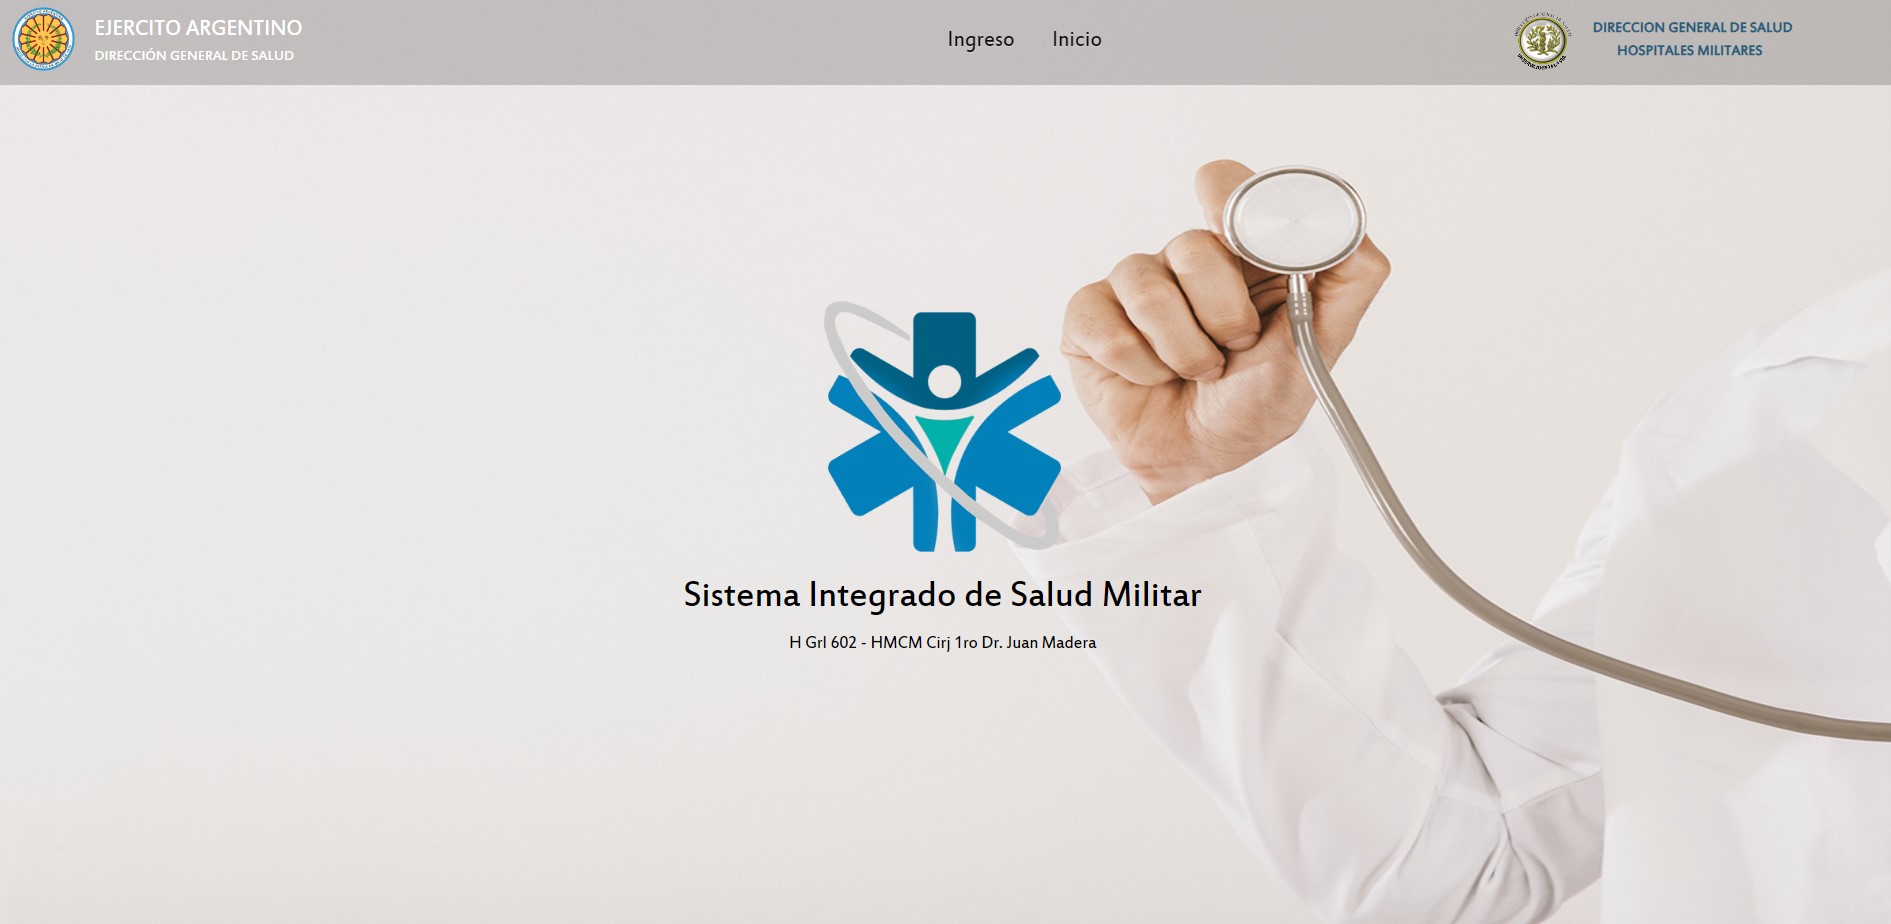 EJERCITO ARGENTINO
DIRECCIÓN GENERAL DE SALUD
Ingreso
Inicio
DIRECCION GENERAL DE SALUD
HOSPITALES MILITARES
Sistema Integrado de Salud Militar
H Grl 602 - HMCM Cirj 1ro Dr. Juan Madera